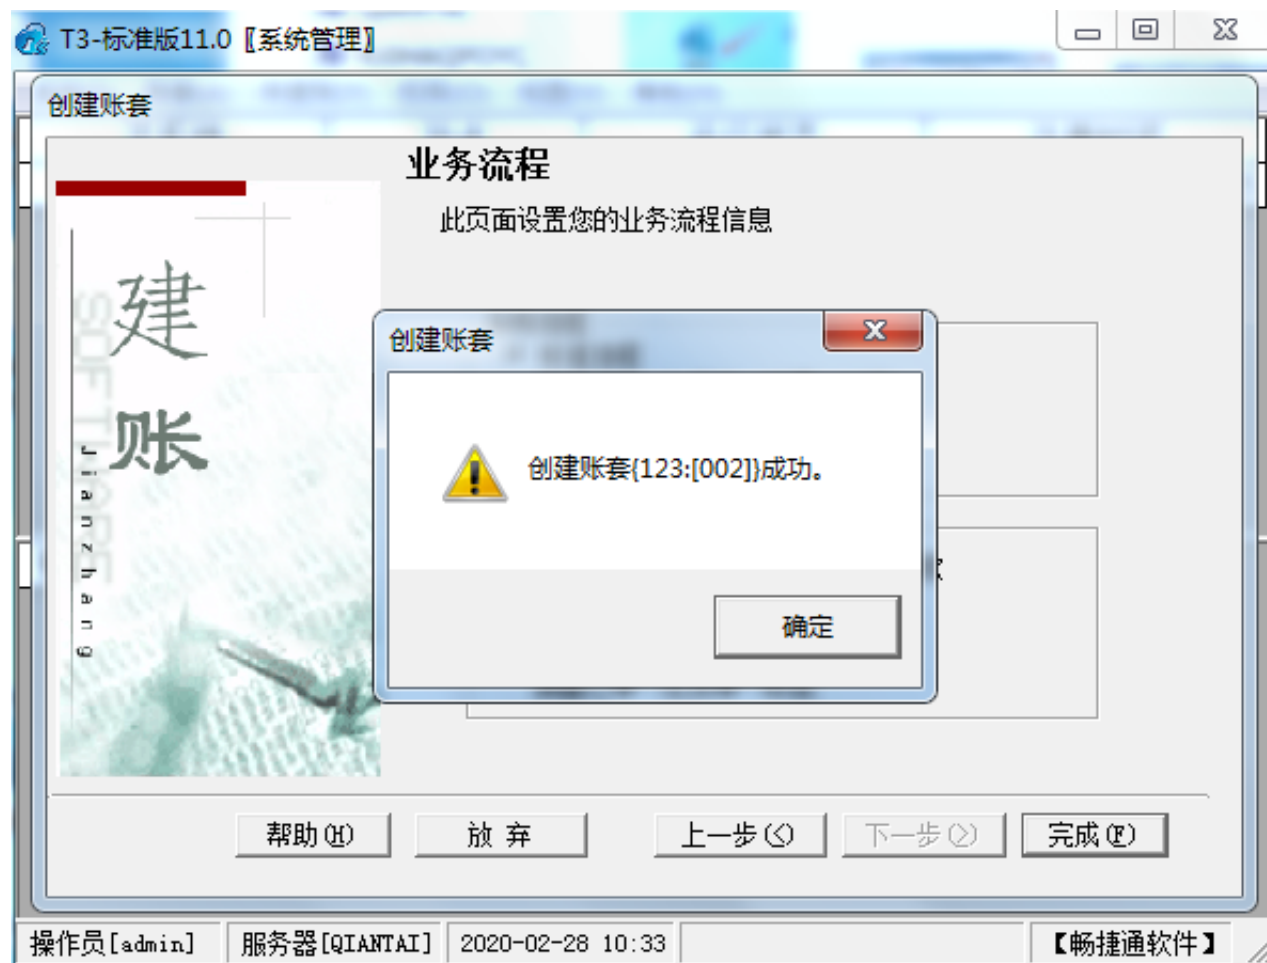 T3-标准版11.0〖系统管理〗
创建账套
业务流程
此页面设置您的业务流程信息
建账
SOFTWARE
Jianzhang
创建账套
创建账套{123:[002]}成功。
确定
帮助(H)
放 弃
上一步(<)
下一步(>)
完成(F)
操作员[admin]
服务器[QIANTAI]
2020-02-28 10:33
【畅捷通软件】